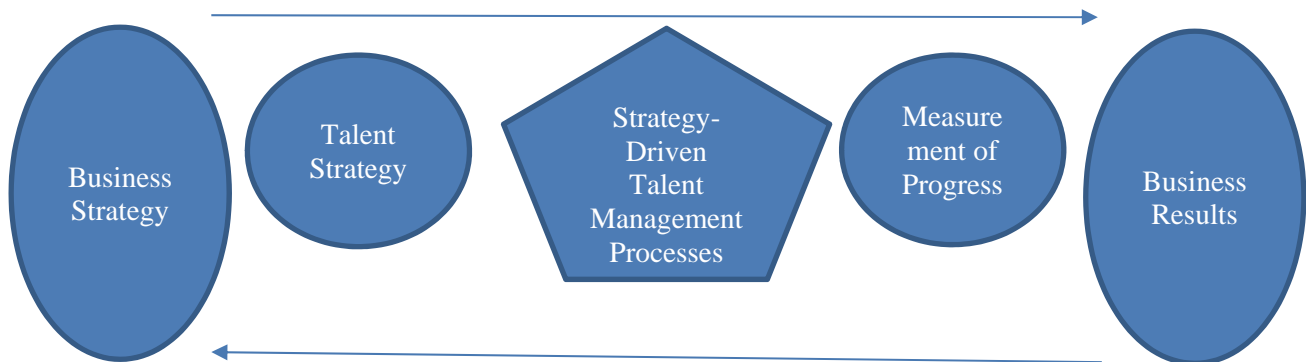 Business
Strategy
Talent
Strategy
Strategy-
Driven
Talent
Management
Processes
Measure
ment of
Progress
Business
Results